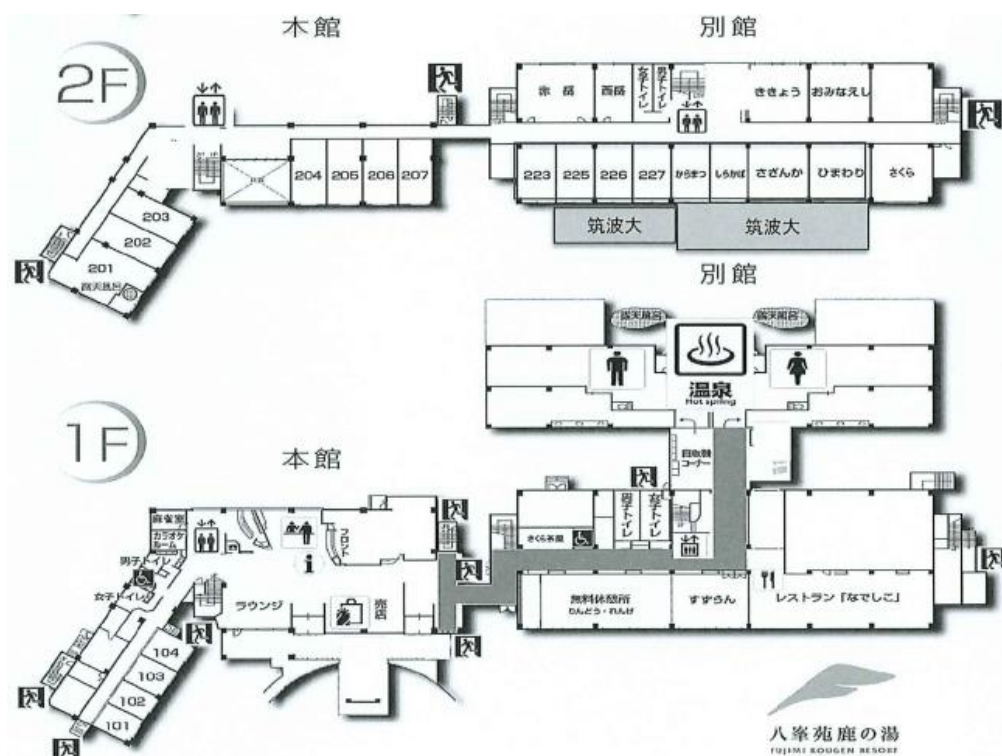 本館
別館
2F
赤岳
西岳
女子トイレ
男子トイレ
ききょう
おみなえし
204
205
206
207
223
225
226
227
からまつ
しらかば
さざんか
ひまわり
さくら
203
202
201
露天風呂
筑波大
筑波大
別館
露天風呂
露天風呂
温泉
Hot spring
1F
本館
自販機
コーナー
麻雀室
カラオケ
ルーム
フロント
さくら茶屋
男子トイレ
女子トイレ
男子トイレ
女子トイレ
ラウンジ
売店
無料休憩所
りんどう・れんげ
すずらん
レストラン「なでしこ」
104
103
102
101
八峯苑鹿の湯
FUJIMI KOUGEN RESORT